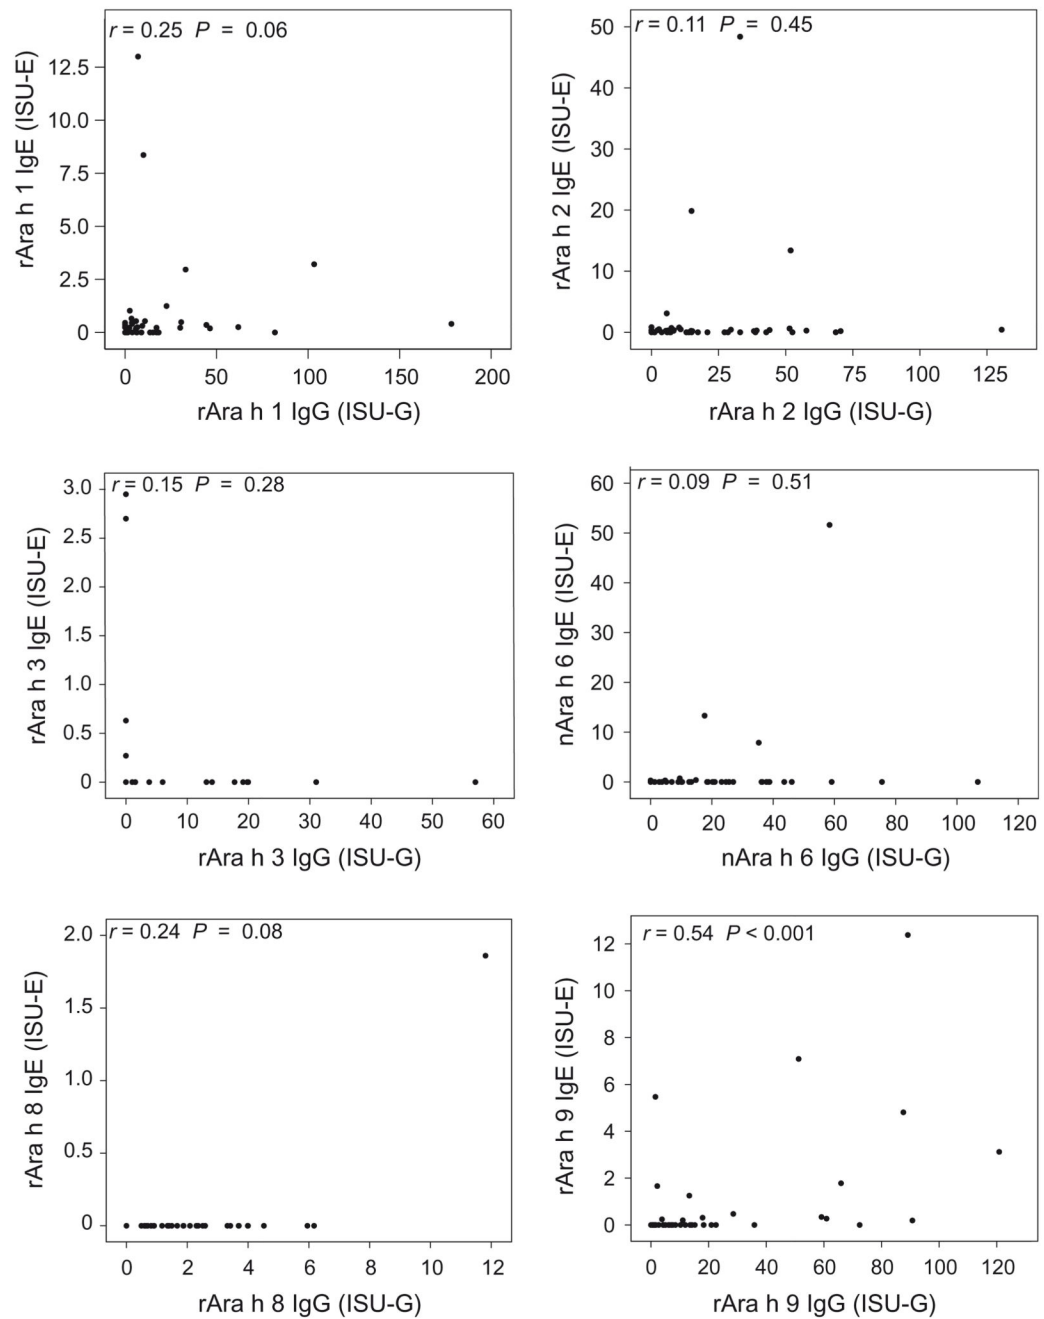 r = 0.25 P = 0.06
12.5
10.0
7.5
5.0
2.5
0
rAra h 1 IgE (ISU-E)
0 50 100 150 200
rAra h 1 IgG (ISU-G)
r = 0.11 P = 0.45
50
40
30
20
10
0
rAra h 2 IgE (ISU-E)
0 25 50 75 100 125
rAra h 2 IgG (ISU-G)
r = 0.15 P = 0.28
3.0
2.5
2.0
1.5
1.0
0.5
0
rAra h 3 IgE (ISU-E)
0 10 20 30 40 50 60
rAra h 3 IgG (ISU-G)
r = 0.09 P = 0.51
60
50
40
30
20
10
0
nAra h 6 IgE (ISU-E)
0 20 40 60 80 100 120
nAra h 6 IgG (ISU-G)
r = 0.24 P = 0.08
2.0
1.5
1.0
0.5
0
rAra h 8 IgE (ISU-E)
0 2 4 6 8 10 12
rAra h 8 IgG (ISU-G)
r = 0.54 P < 0.001
12
10
8
6
4
2
0
rAra h 9 IgE (ISU-E)
0 20 40 60 80 100 120
rAra h 9 IgG (ISU-G)